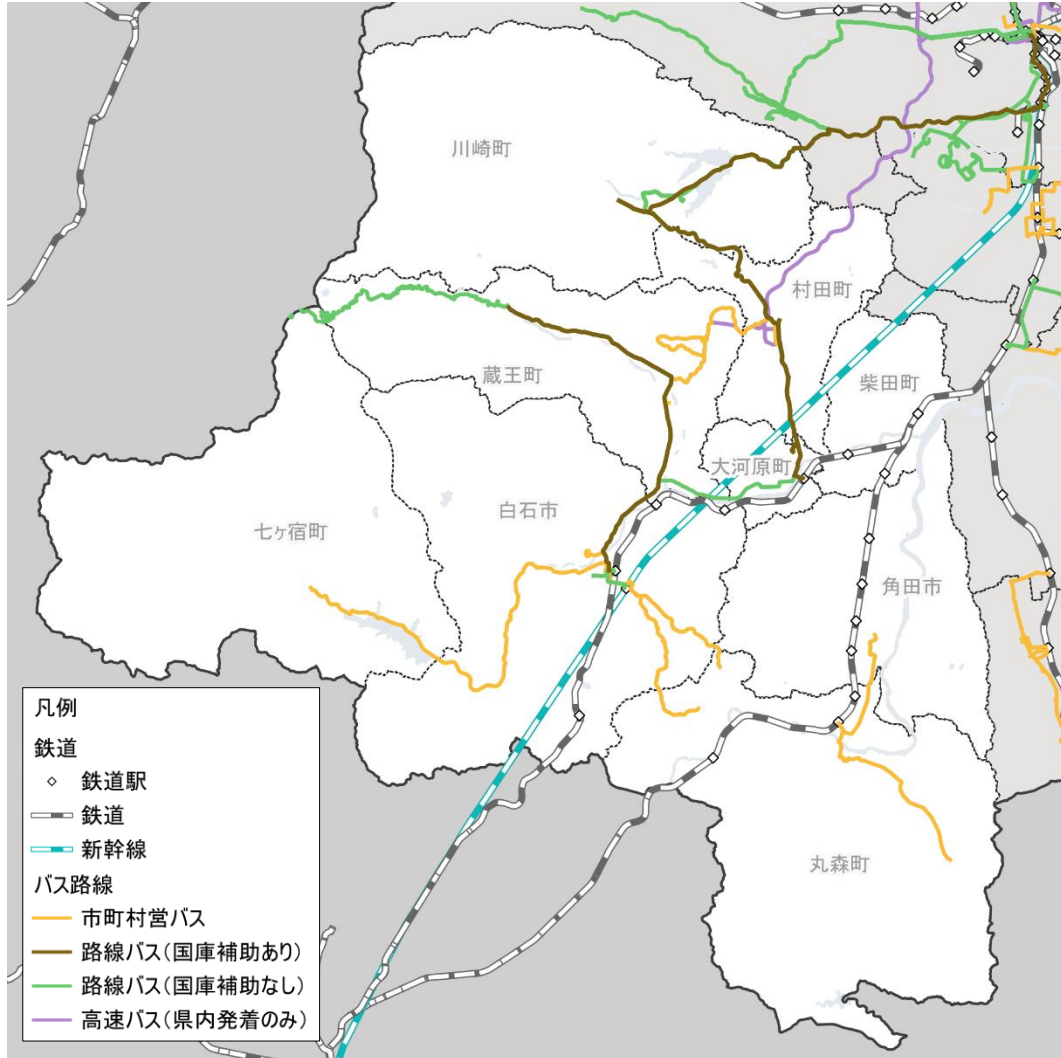 川崎町
村田町
柴田町
蔵王町
大河原町
白石市
七ヶ宿町
角田市
丸森町
凡例
鉄道
鉄道駅
鉄道
新幹線
バス路線
市町村営バス
路線バス(国庫補助あり)
路線バス(国庫補助なし)
高速バス(県内発着のみ)